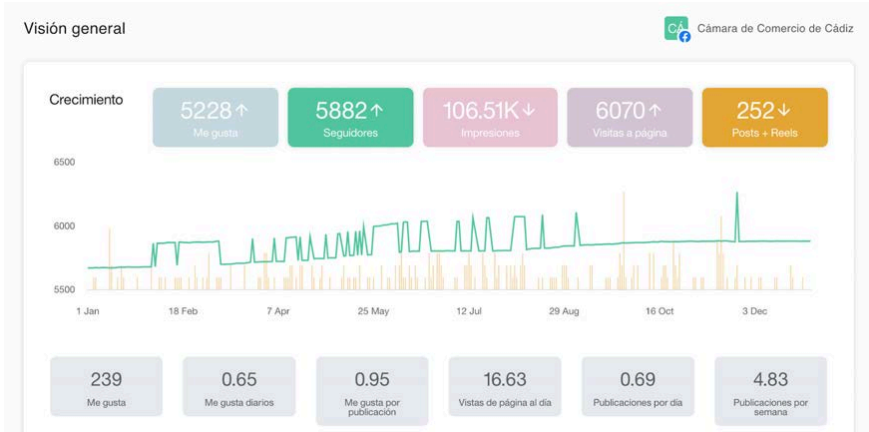 Visión general
CÁ
Cámara de Comercio de Cádiz
Crecimiento
5228↑
Me gusta
5882↑
Seguidores
106.51K↓
Impresiones
6070↑
Visitas a página
252↓
Posts + Reels
6500
6000
5500
1 Jan
18 Feb
7 Apr
25 May
12 Jul
29 Aug
16 Oct
3 Dec
239
Me gusta
0.65
Me gusta diarios
0.95
Me gusta por
publicación
16.63
Vistas de página al día
0.69
Publicaciones por día
4.83
Publicaciones por
semana